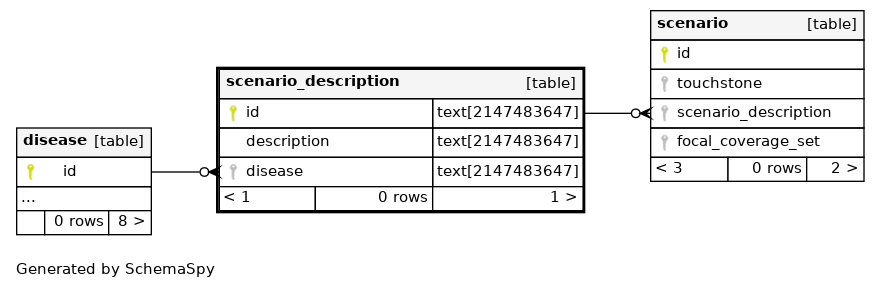 scenario [table]
id
touchstone
scenario_description
focal_coverage_set
< 3 0 rows 2 >
scenario_description [table]
id text[2147483647]
description text[2147483647]
disease text[2147483647]
< 1 0 rows 1 >
disease [table]
id
...
0 rows 8 >
Generated by SchemaSpy